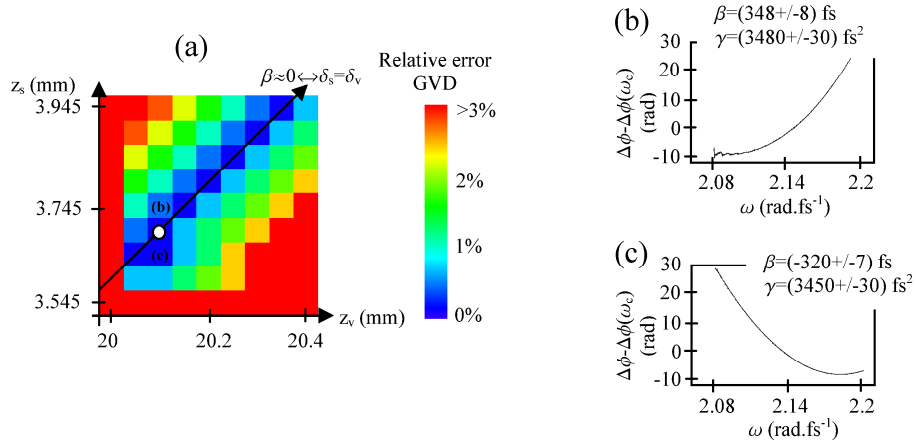 (a)
z_s (mm)
3.945
3.745
3.545
20
20.2
20.4
z_v (mm)
β≈0↔δ_s=δ_v
(b)
(c)
Relative error
GVD
>3%
2%
1%
0%
(b)
β=(348+/-8) fs
γ=(3480+/-30) fs²
Δϕ-Δϕ(ω_c)
(rad)
30
20
10
0
-10
2.08
2.14
2.2
ω (rad.fs⁻¹)
(c)
β=(-320+/-7) fs
γ=(3450+/-30) fs²
Δϕ-Δϕ(ω_c)
(rad)
30
20
10
0
-10
2.08
2.14
2.2
ω (rad.fs⁻¹)